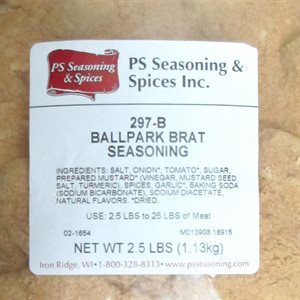 PS Seasoning
& Spices
PS Seasoning &
Spices Inc.
297-B
BALLPARK BRAT
SEASONING
INGREDIENTS: SALT, ONION*, TOMATO*, SUGAR,
PREPARED MUSTARD* (VINEGAR, MUSTARD SEED,
SALT, TURMERIC), SPICES, GARLIC*, BAKING SODA
(SODIUM BICARBONATE), SODIUM DIACETATE,
NATURAL FLAVORS. *DRIED.
USE: 2.5 LBS to 25 LBS of Meat
02-1654 M013908 18915
NET WT 2.5 LBS (1.13kg)
Iron Ridge, WI•1-800-328-8313•www.psseasoning.com